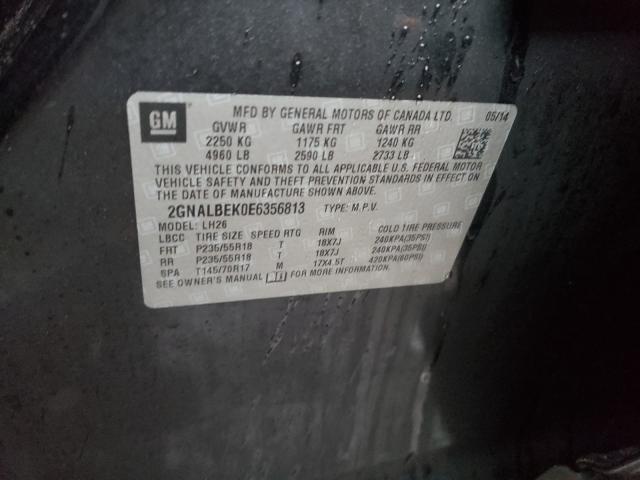 GM
MFD BY GENERAL MOTORS OF CANADA LTD. 05/14
GVWR GAWR FRT GAWR RR
2250 KG 1175 KG 1240 KG
4960 LB 2590 LB 2733 LB
THIS VEHICLE CONFORMS TO ALL APPLICABLE U.S. FEDERAL MOTOR
VEHICLE SAFETY AND THEFT PREVENTION STANDARDS IN EFFECT ON
THE DATE OF MANUFACTURE SHOWN ABOVE.
2GNALBEK0E6356813 TYPE: M.P.V.
MODEL: LH26
LBCC TIRE SIZE SPEED RTG RIM COLD TIRE PRESSURE
FRT P235/55R18 T 18X7J 240KPA(35PSI)
RR P235/55R18 T 18X7J 240KPA(35PSI)
SPA T145/70R17 M 17X4.5T 420KPA(60PSI)
SEE OWNER'S MANUAL FOR MORE INFORMATION.